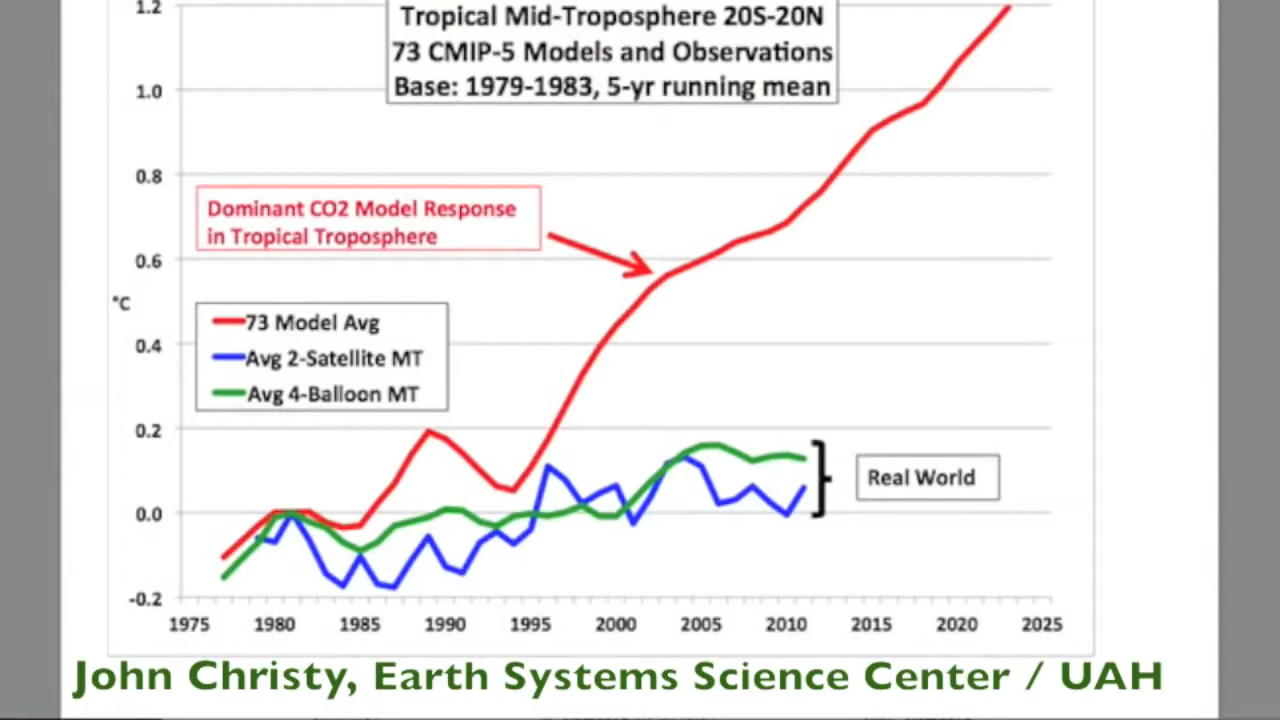 1.2
Tropical Mid-Troposphere 20S-20N
73 CMIP-5 Models and Observations
Base: 1979-1983, 5-yr running mean
1.0
0.8
Dominant CO2 Model Response
in Tropical Troposphere
0.6
°C
73 Model Avg
0.4
Avg 2-Satellite MT
Avg 4-Balloon MT
0.2
Real World
0.0
-0.2
1975 1980 1985 1990 1995 2000 2005 2010 2015 2020 2025
John Christy, Earth Systems Science Center / UAH